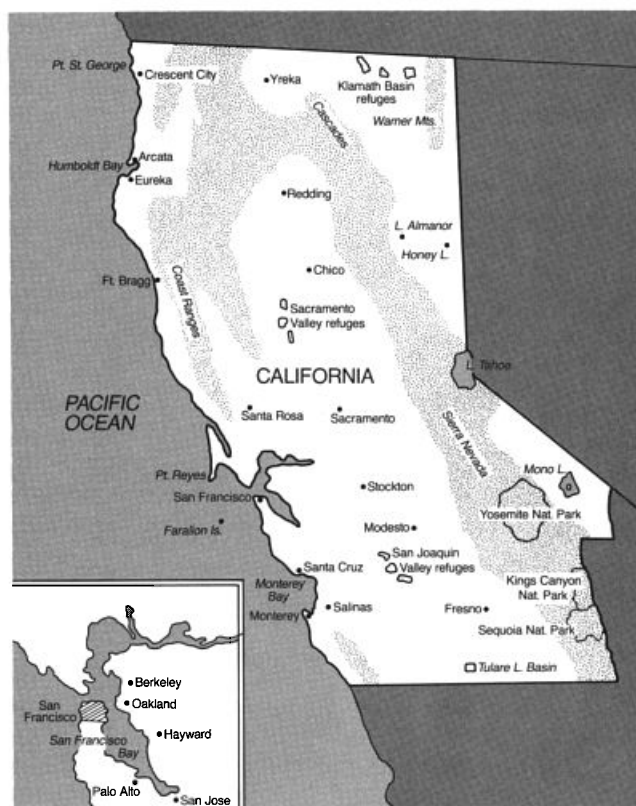 Pt. St. George
Crescent City
Yreka
Klamath Basin
refuges
Cascades
Warner Mts.
Arcata
Humboldt Bay
Eureka
Redding
L. Almanor
Honey L.
Ft. Bragg
Coast Ranges
Chico
Sacramento
Valley refuges
L. Tahoe
CALIFORNIA
PACIFIC
OCEAN
Santa Rosa
Sacramento
Sierra Nevada
Pt. Reyes
Mono L.
Stockton
San Francisco
Yosemite Nat. Park
Farallon Is.
Modesto
San Joaquin
Valley refuges
Santa Cruz
Monterey
Bay
Kings Canyon
Nat. Park
Monterey
Salinas
Fresno
Sequoia Nat. Park
Tulare L. Basin
Berkeley
San
Francisco
Oakland
San Francisco
Bay
Hayward
Palo Alto
San Jose